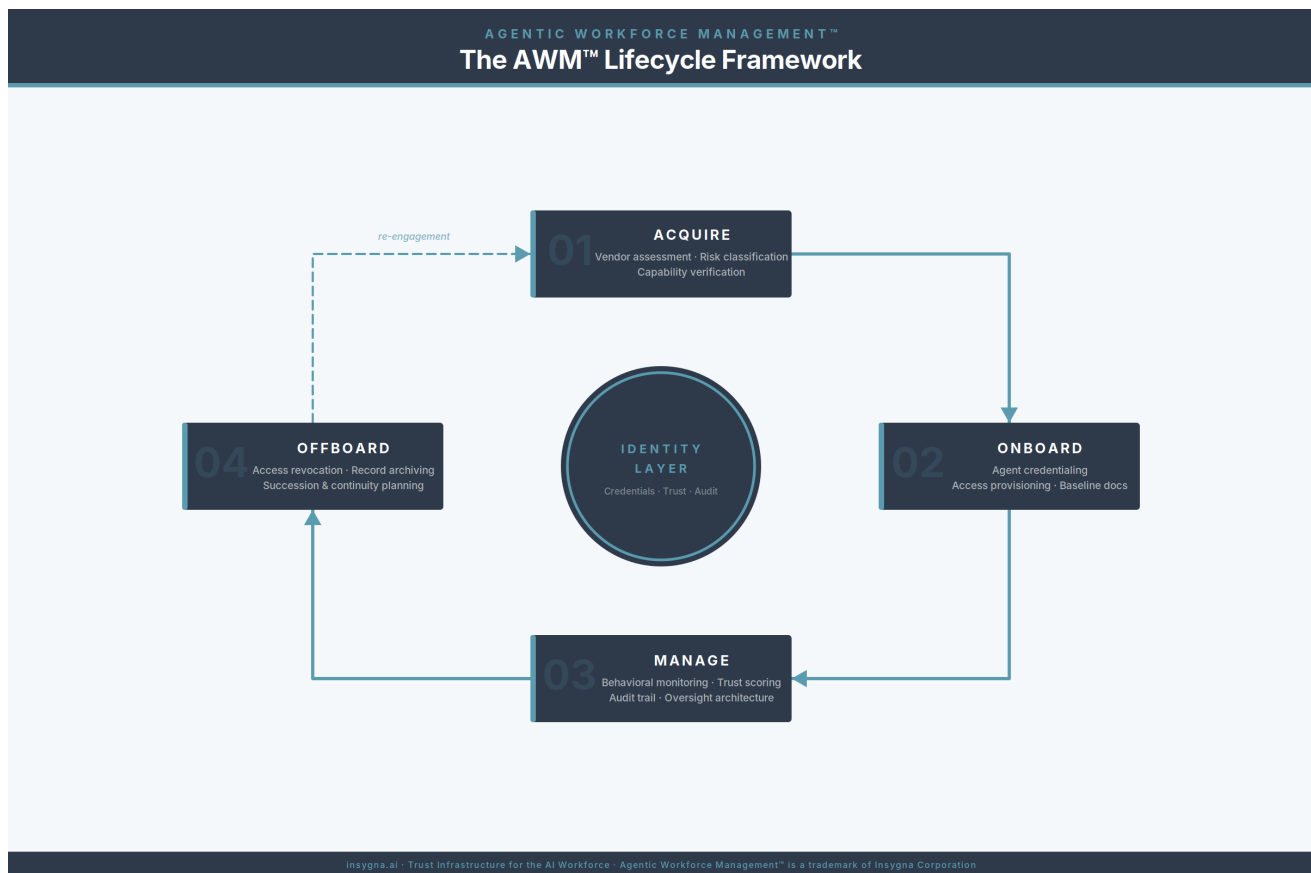 AGENTIC WORKFORCE MANAGEMENT™
The AWM™ Lifecycle Framework
re-engagement
01
ACQUIRE
Vendor assessment · Risk classification
Capability verification
04
OFFBOARD
Access revocation · Record archiving
Succession & continuity planning
IDENTITY
LAYER
Credentials · Trust · Audit
02
ONBOARD
Agent credentialing
Access provisioning · Baseline docs
03
MANAGE
Behavioral monitoring · Trust scoring
Audit trail · Oversight architecture
insygna.ai · Trust Infrastructure for the AI Workforce · Agentic Workforce Management™ is a trademark of Insygna Corporation